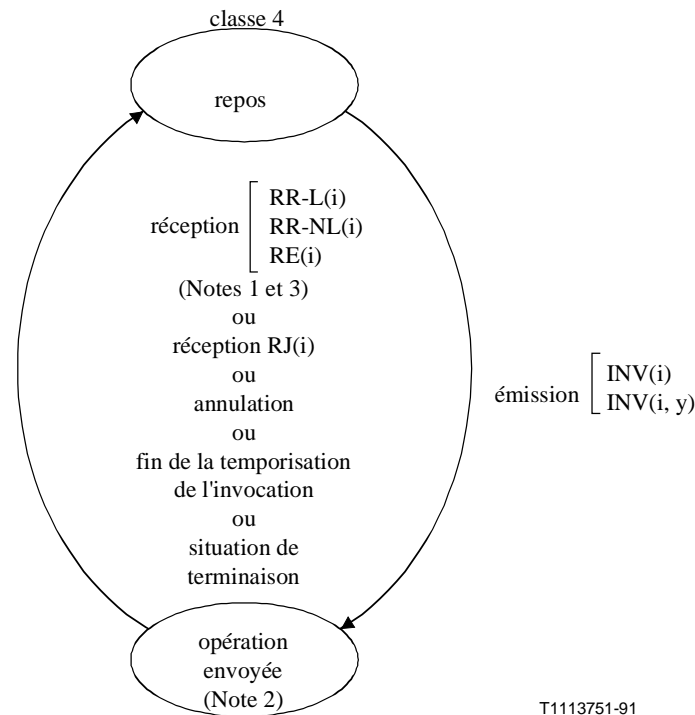 classe 4
repos
réception
RR-L(i)
RR-NL(i)
RE(i)
(Notes 1 et 3)
ou
réception RJ(i)
ou
annulation
ou
fin de la temporisation
de l'invocation
ou
situation de
terminaison
émission
INV(i)
INV(i, y)
opération
envoyée
(Note 2)
T1113751-91